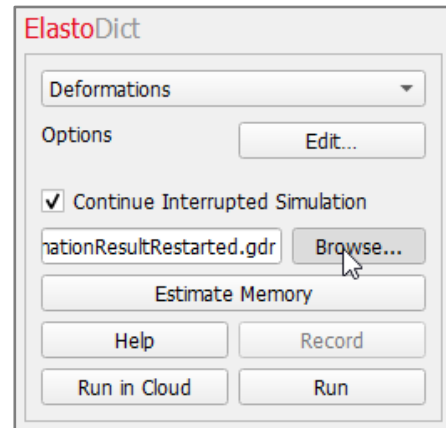 ElastoDict
Deformations
Options Edit...
Continue Interrupted Simulation
nationResultRestarted.gdr Browse...
Estimate Memory
Help Record
Run in Cloud Run